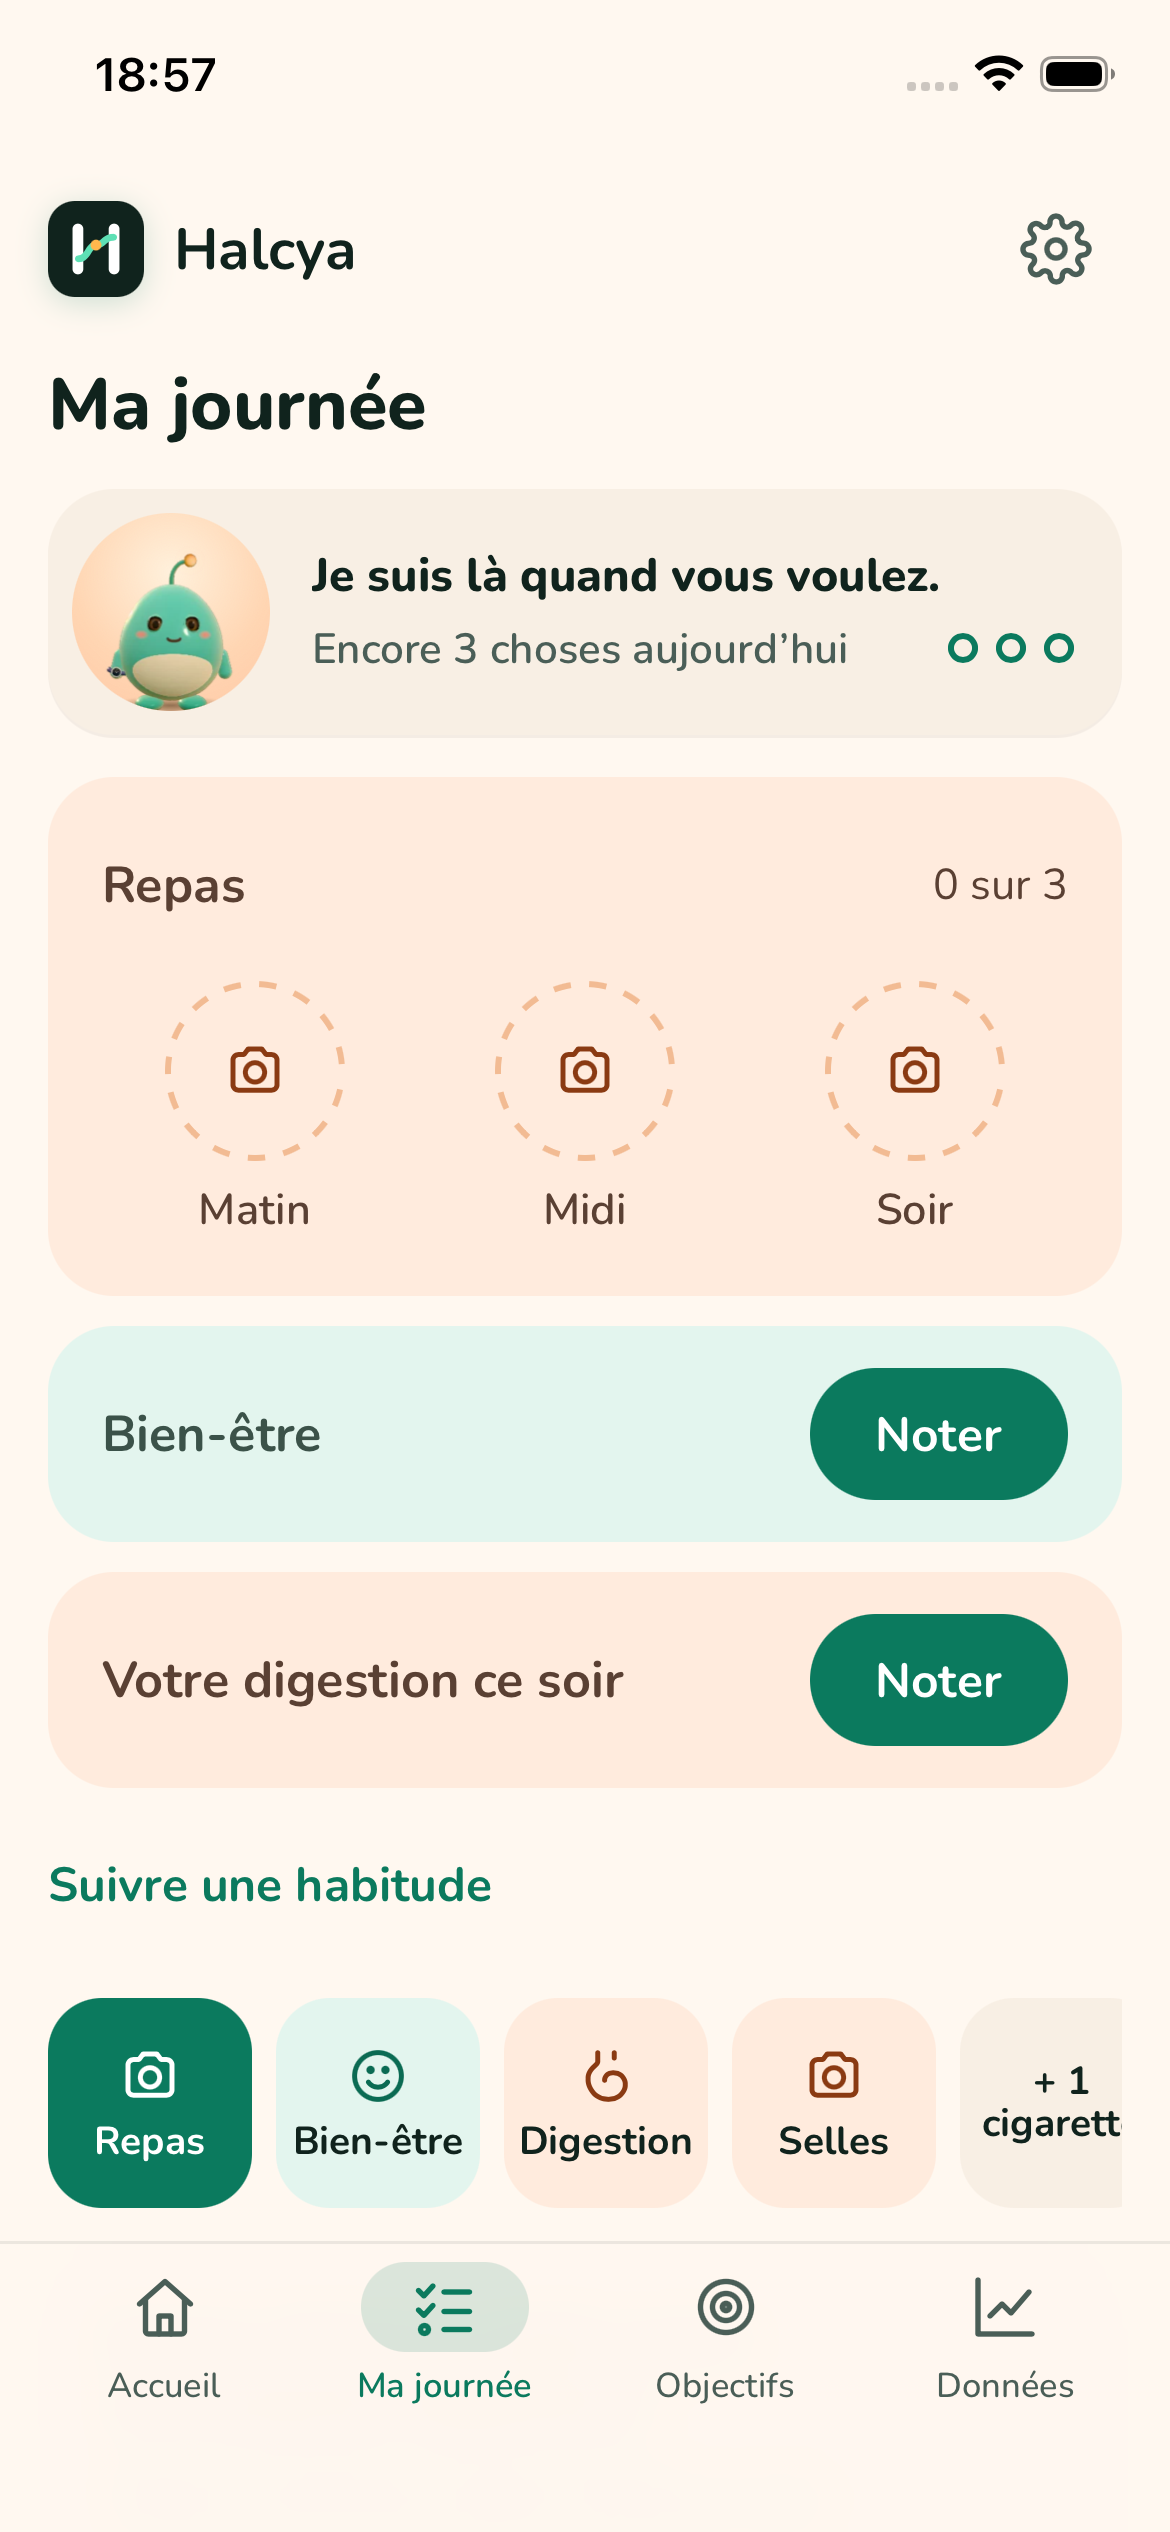 18:57
Halcya
Ma journée
Je suis là quand vous voulez.
Encore 3 choses aujourd’hui
Repas
0 sur 3
Matin
Midi
Soir
Bien-être
Noter
Votre digestion ce soir
Noter
Suivre une habitude
Repas
Bien-être
Digestion
Selles
+ 1
cigarett
Accueil
Ma journée
Objectifs
Données